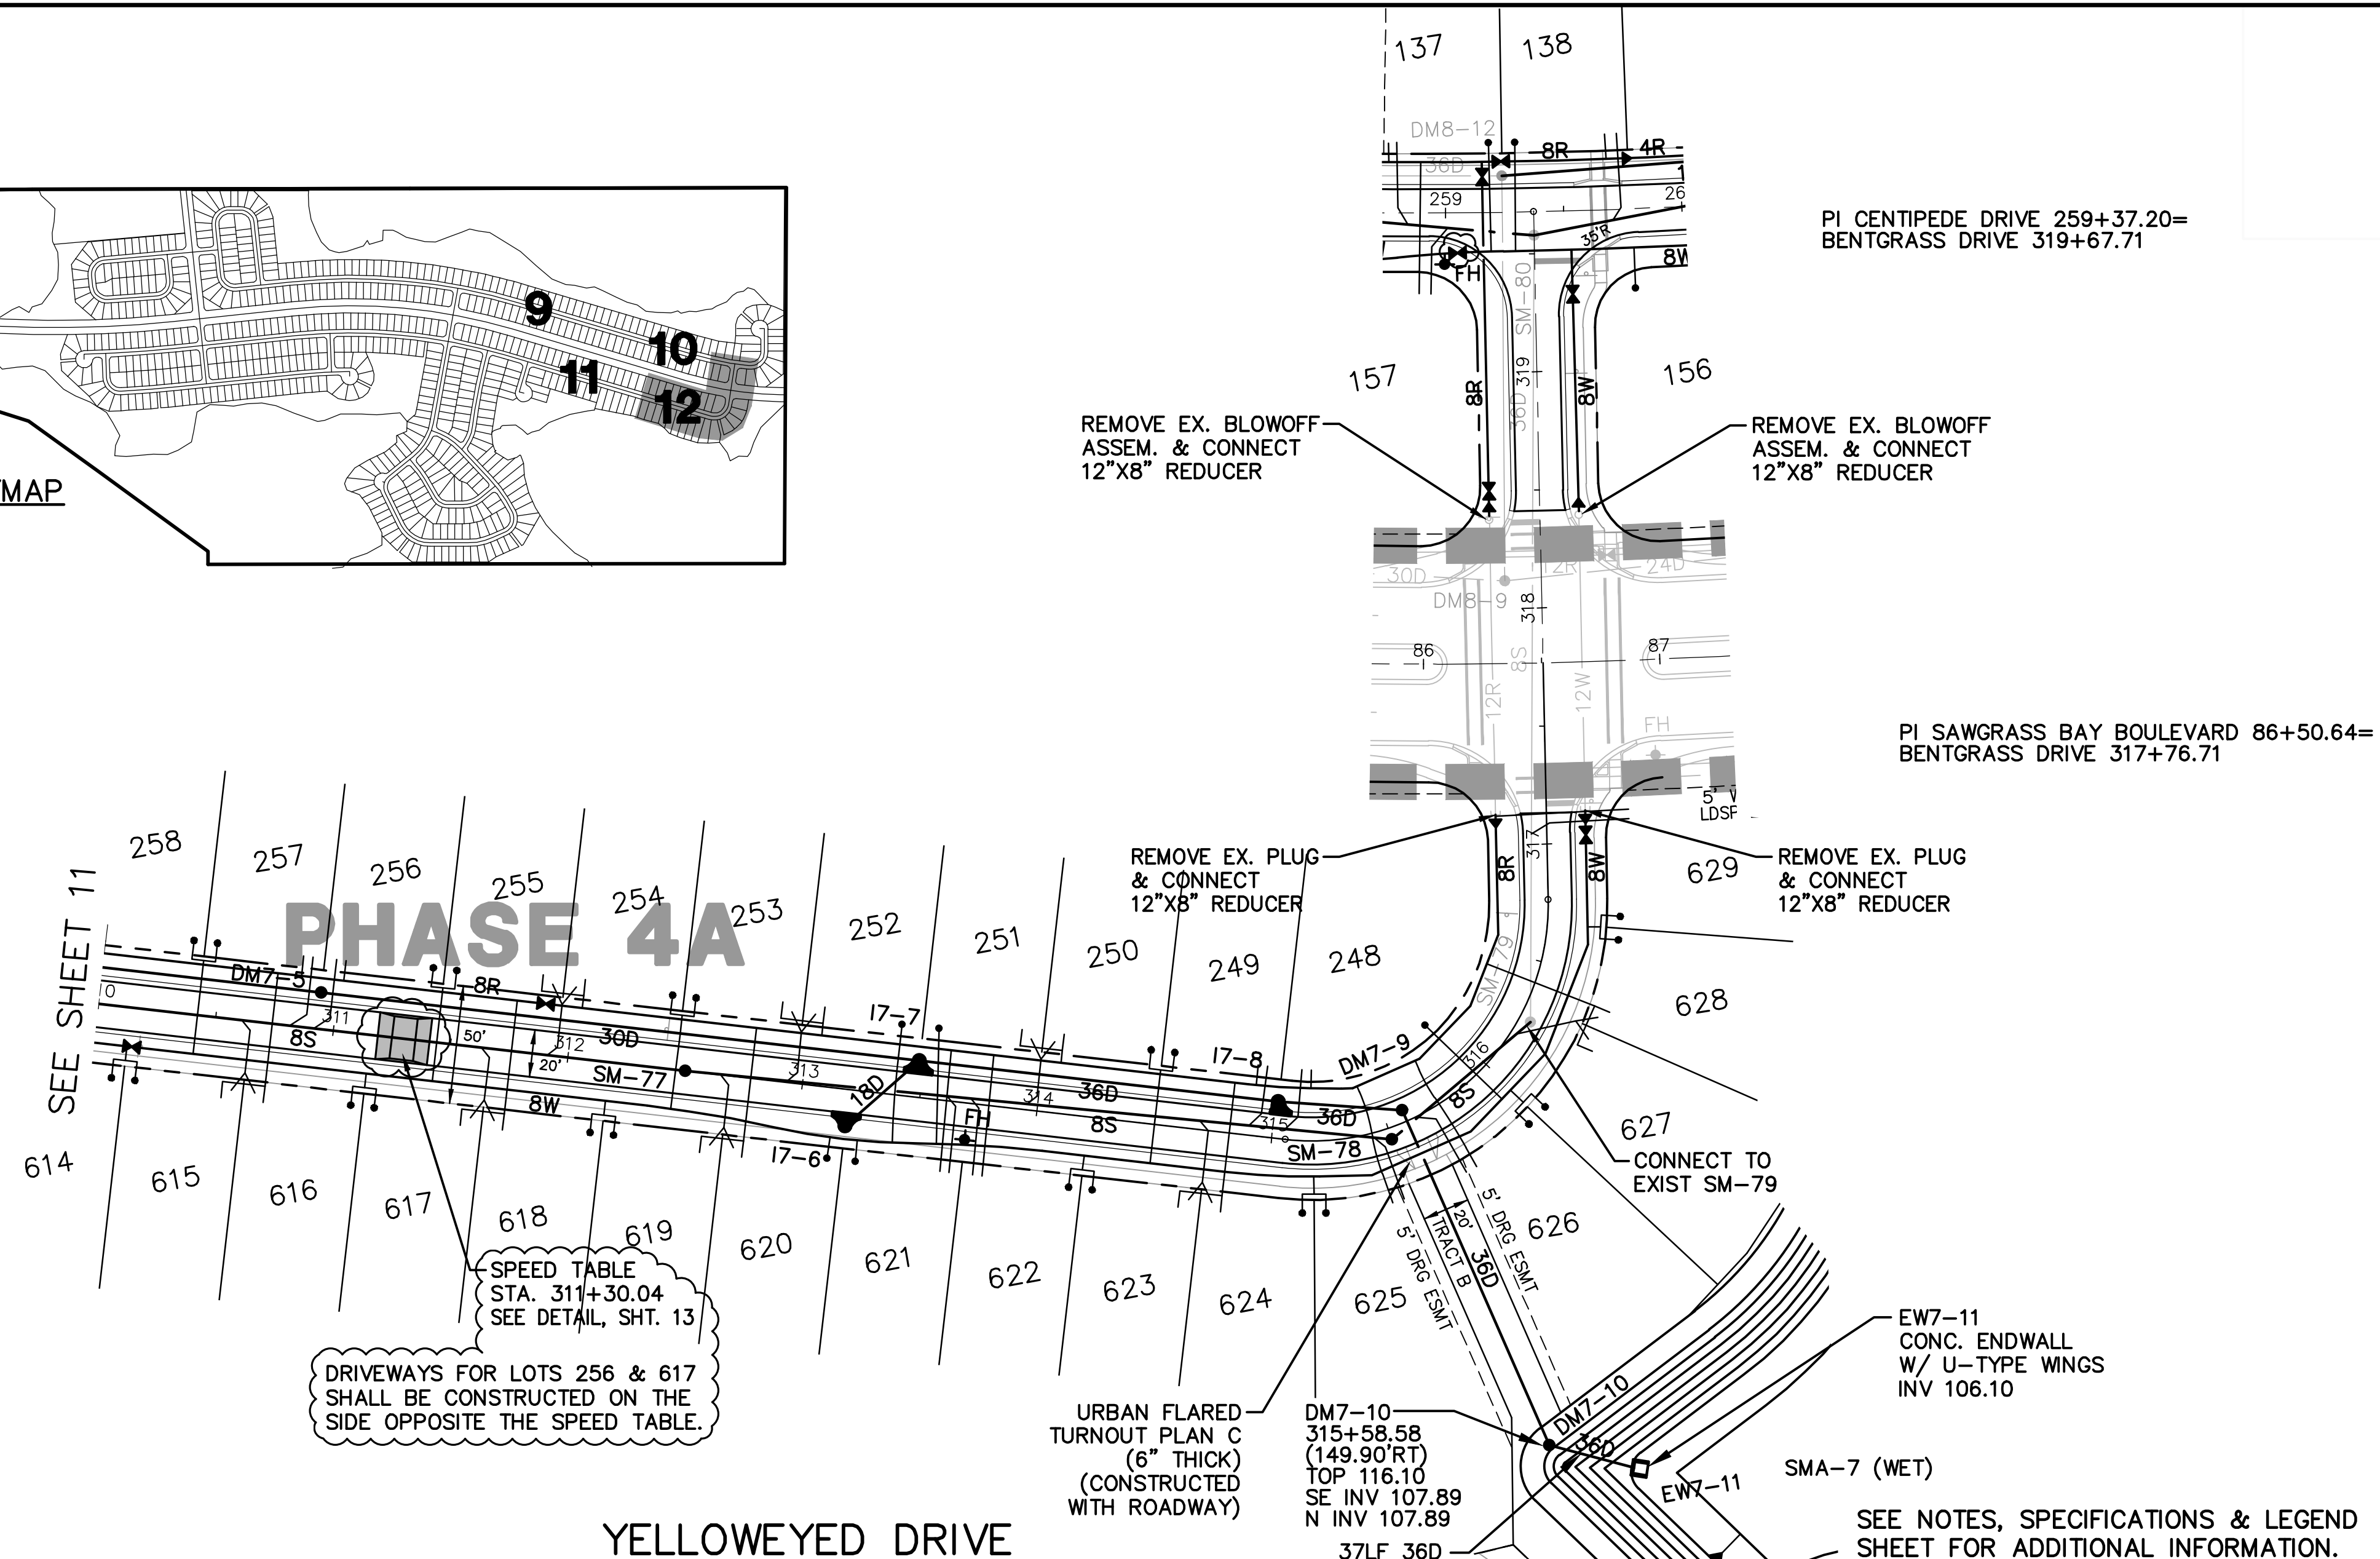 137
138
DM8-12
8R
4R
36D
259
26
35'R
8W
FH
SM-80
PI CENTIPEDE DRIVE 259+37.20=
BENTGRASS DRIVE 319+67.71
9
10
11
12
157
8R
36D
319
8W
156
REMOVE EX. BLOWOFF
ASSEM. & CONNECT
12"X8" REDUCER
REMOVE EX. BLOWOFF
ASSEM. & CONNECT
12"X8" REDUCER
30D
12R
24D
DM8-9
318
86
8S
87
12R
12W
FH
PI SAWGRASS BAY BOULEVARD 86+50.64=
BENTGRASS DRIVE 317+76.71
LDSF
317
REMOVE EX. PLUG
& CONNECT
12"X8" REDUCER
8R
8W
REMOVE EX. PLUG
& CONNECT
12"X8" REDUCER
629
628
627
626
SEE SHEET 11
258
257
256
255
254
253
252
251
250
249
248
PHASE 4A
SM-79
DM7-5
8R
0
311
8S
50'
312
20'
30D
I7-7
SM-77
313
8W
18D
I7-6
FH
314
36D
8S
I7-8
315
36D
SM-78
DM7-9
316
8S
CONNECT TO
EXIST SM-79
614
615
616
617
618
619
620
621
622
623
624
625
5' DRG ESMT
TRACT B
20'
36D
5' DRG ESMT
SPEED TABLE
STA. 311+30.04
SEE DETAIL, SHT. 13
DRIVEWAYS FOR LOTS 256 & 617
SHALL BE CONSTRUCTED ON THE
SIDE OPPOSITE THE SPEED TABLE.
URBAN FLARED
TURNOUT PLAN C
(6" THICK)
(CONSTRUCTED
WITH ROADWAY)
DM7-10
315+58.58
(149.90'RT)
TOP 116.10
SE INV 107.89
N INV 107.89
37LF 36D
DM7-10
36D
EW7-11
EW7-11
CONC. ENDWALL
W/ U-TYPE WINGS
INV 106.10
SMA-7 (WET)
YELLOWEYED DRIVE
SEE NOTES, SPECIFICATIONS & LEGEND
SHEET FOR ADDITIONAL INFORMATION.